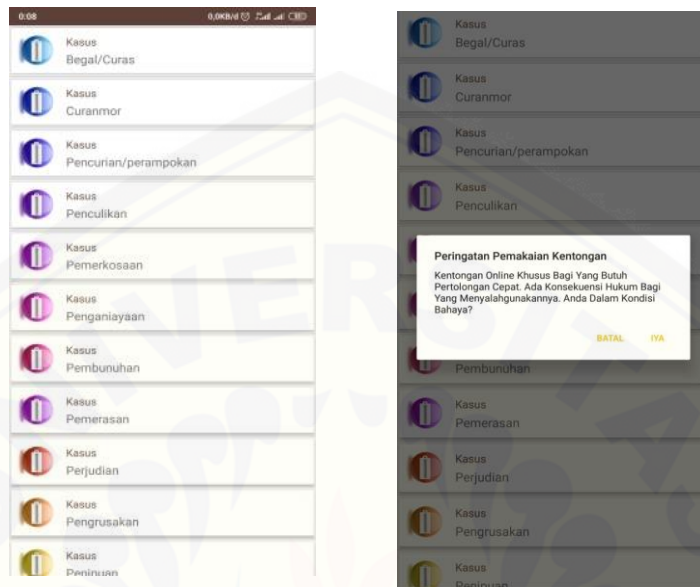 0:08
0,0KB/d
Kasus
Begal/Curas
Kasus
Curanmor
Kasus
Pencurian/perampokan
Kasus
Penculikan
Kasus
Pemerkosaan
Kasus
Penganiayaan
Kasus
Pembunuhan
Kasus
Pemerasan
Kasus
Perjudian
Kasus
Pengrusakan
Kasus
Penipuan
Kasus
Begal/Curas
Kasus
Curanmor
Kasus
Pencurian/perampokan
Kasus
Penculikan
Peringatan Pemakaian Kentongan
Kentongan Online Khusus Bagi Yang Butuh
Pertolongan Cepat. Ada Konsekuensi Hukum Bagi
Yang Menyalahgunakannya. Anda Dalam Kondisi
Bahaya?
BATAL IYA
Pembunuhan
Kasus
Pemerasan
Kasus
Perjudian
Kasus
Pengrusakan
Kasus
Penipuan